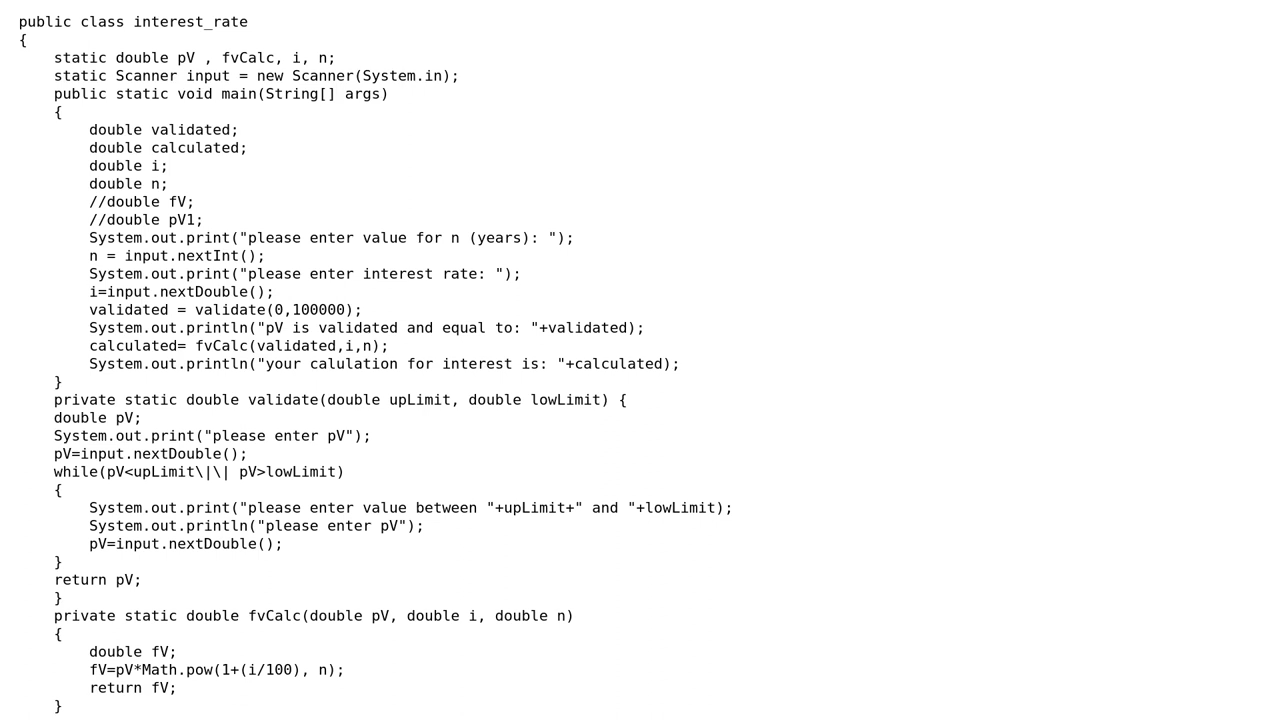 public class interest_rate
{
    static double pV , fvCalc, i, n;
    static Scanner input = new Scanner(System.in);
    public static void main(String[] args)
    {
        double validated;
        double calculated;
        double i;
        double n;
        //double fV;
        //double pV1;
        System.out.print("please enter value for n (years): ");
        n = input.nextInt();
        System.out.print("please enter interest rate: ");
        i=input.nextDouble();
        validated = validate(0,100000);
        System.out.println("pV is validated and equal to: "+validated);
        calculated= fvCalc(validated,i,n);
        System.out.println("your calulation for interest is: "+calculated);
    }
    private static double validate(double upLimit, double lowLimit) {
    double pV;
    System.out.print("please enter pV");
    pV=input.nextDouble();
    while(pV<upLimit\|\| pV>lowLimit)
    {
        System.out.print("please enter value between "+upLimit+" and "+lowLimit);
        System.out.println("please enter pV");
        pV=input.nextDouble();
    }
    return pV;
    }
    private static double fvCalc(double pV, double i, double n)
    {
        double fV;
        fV=pV*Math.pow(1+(i/100), n);
        return fV;
    }